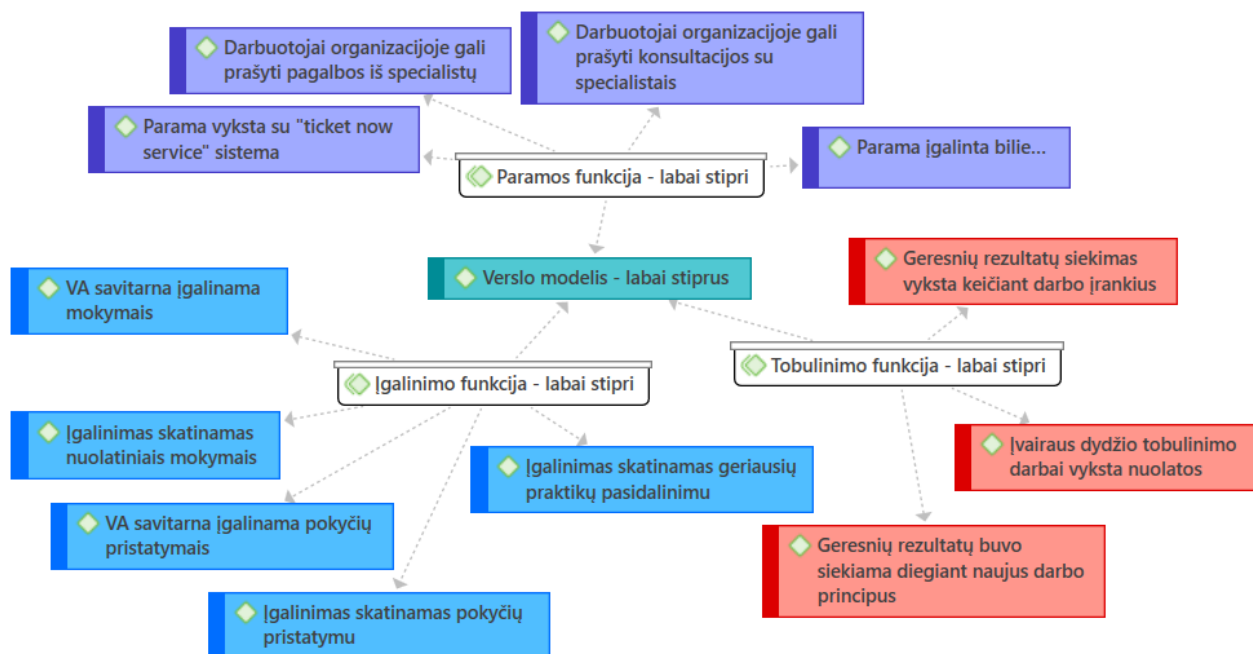 Darbuotojai organizacijoje gali
prašyti pagalbos iš specialistų
Darbuotojai organizacijoje gali
prašyti konsultacijos su
specialistais
Parama vyksta su "ticket now
service" sistema
Parama įgalinta bilie...
Paramos funkcija - labai stipri
Verslo modelis - labai stiprus
Geresnių rezultatų siekimas
vyksta keičiant darbo įrankius
VA savitarna įgalinama
mokymais
Įgalinimo funkcija - labai stipri
Tobulinimo funkcija - labai stipri
Įgalinimas skatinamas
nuolatiniais mokymais
Įgalinimas skatinamas geriausių
praktikų pasidalinimu
Įvairaus dydžio tobulinimo
darbai vyksta nuolatos
VA savitarna įgalinama pokyčių
pristatymais
Geresnių rezultatų buvo
siekiama diegiant naujus darbo
principus
Įgalinimas skatinamas pokyčių
pristatymu